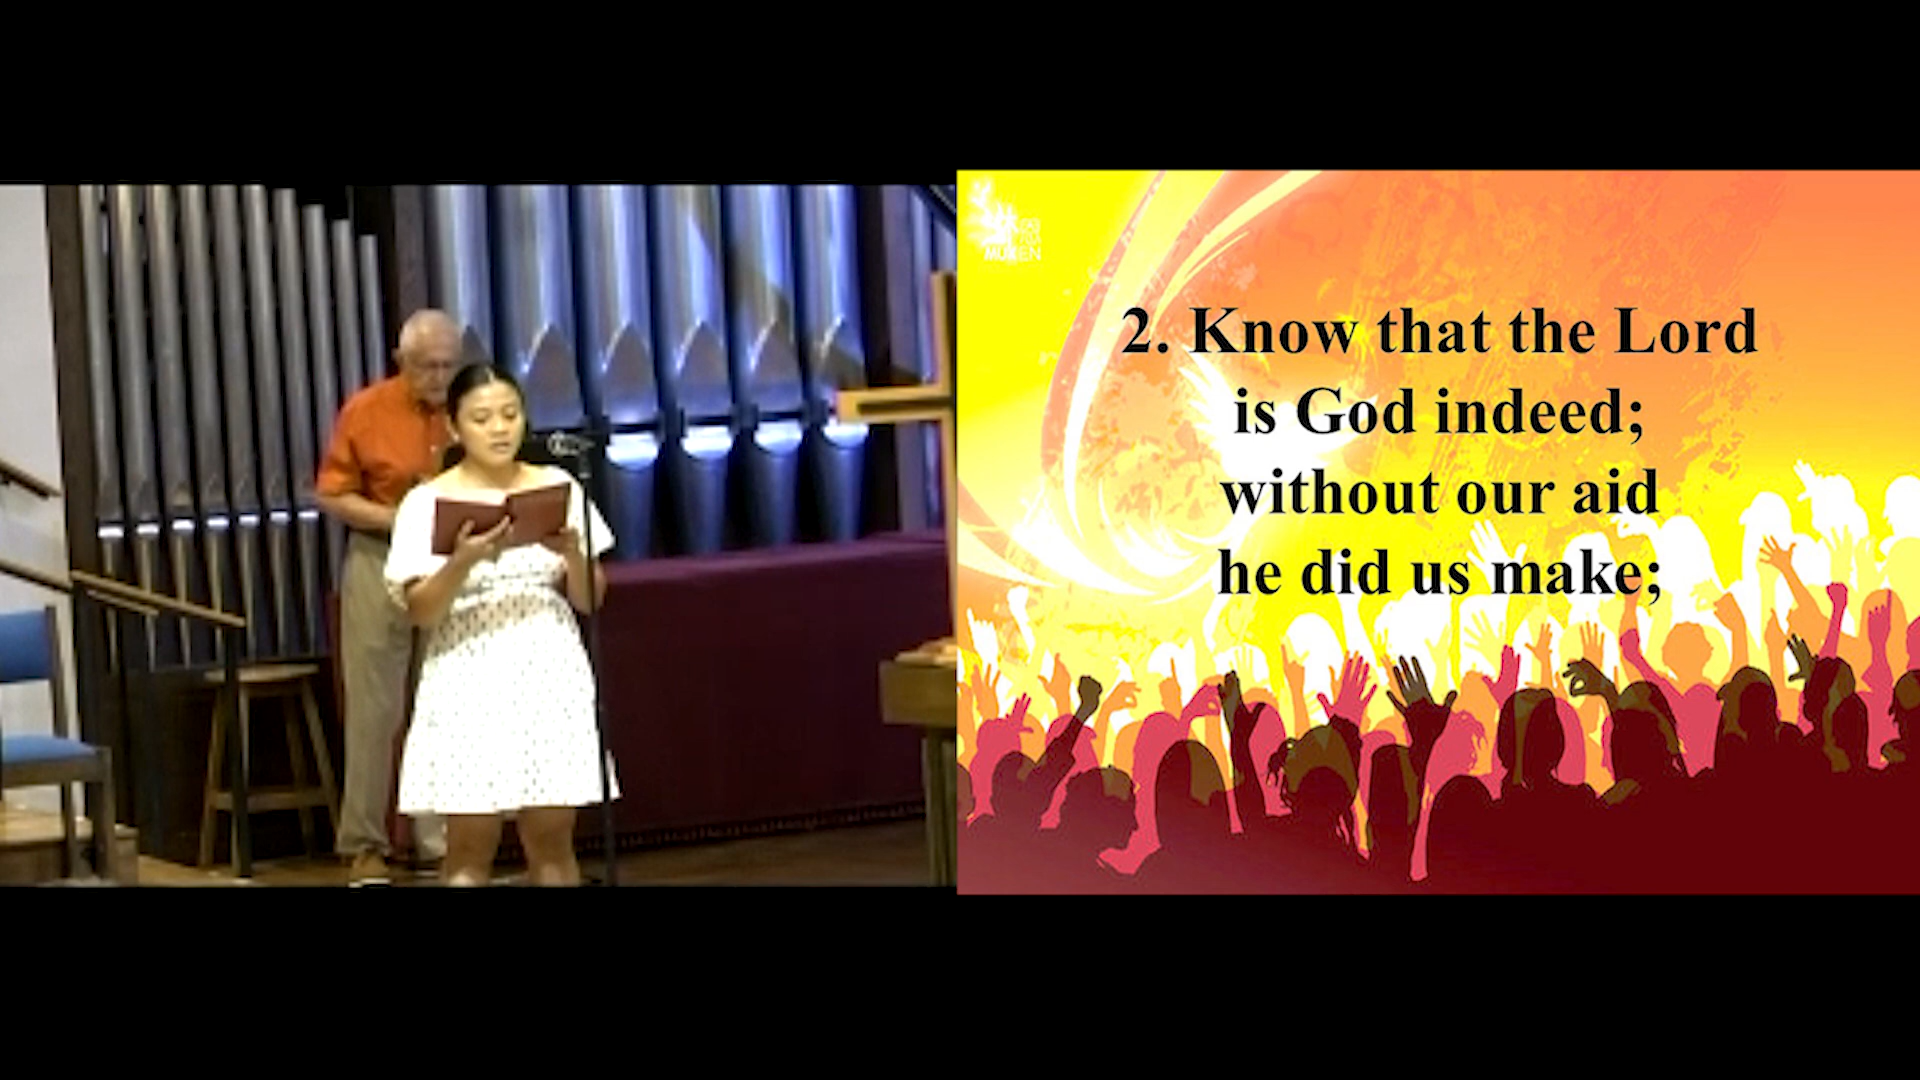 2. Know that the Lord
is God indeed;
without our aid
he did us make;